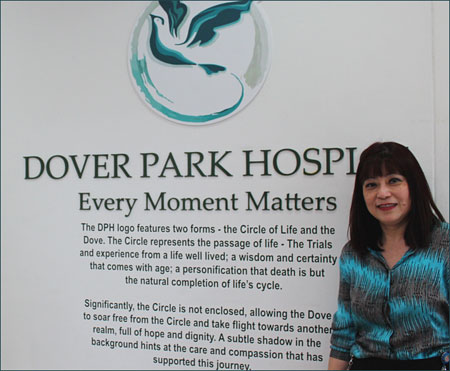 DOVER PARK HOSPI
Every Moment Matters
The DPH logo features two forms - the Circle of Life and the
Dove. The Circle represents the passage of life - The Trials
and experience from a life well lived; a wisdom and certainty
that comes with age; a personification that death is but
the natural completion of life's cycle.
Significantly, the Circle is not enclosed, allowing the Dove
to soar free from the Circle and take flight towards another
realm, full of hope and dignity. A subtle shadow in the
background hints at the care and compassion that has
supported this journey.